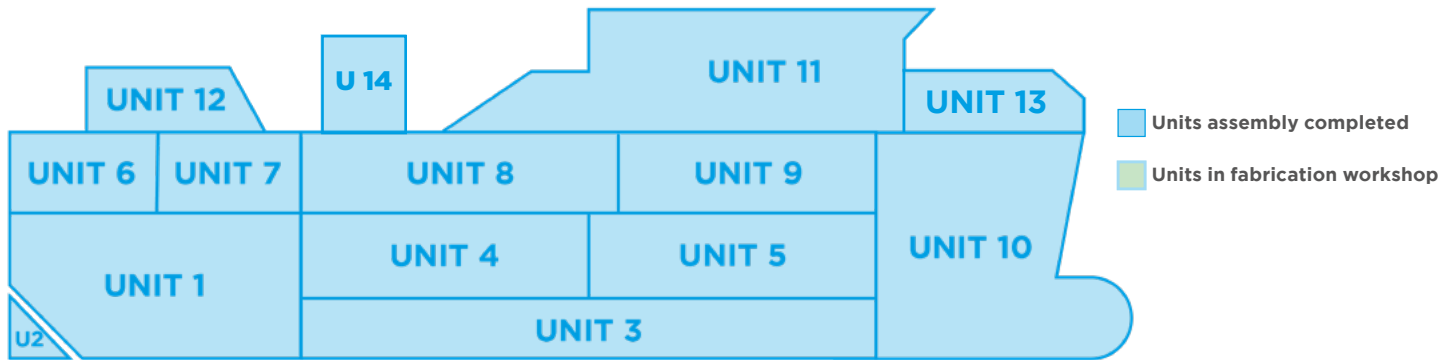 UNIT 11
U 14
UNIT 12
UNIT 13
Units assembly completed
UNIT 6
UNIT 7
UNIT 8
UNIT 9
Units in fabrication workshop
UNIT 4
UNIT 5
UNIT 10
UNIT 1
UNIT 3
U2